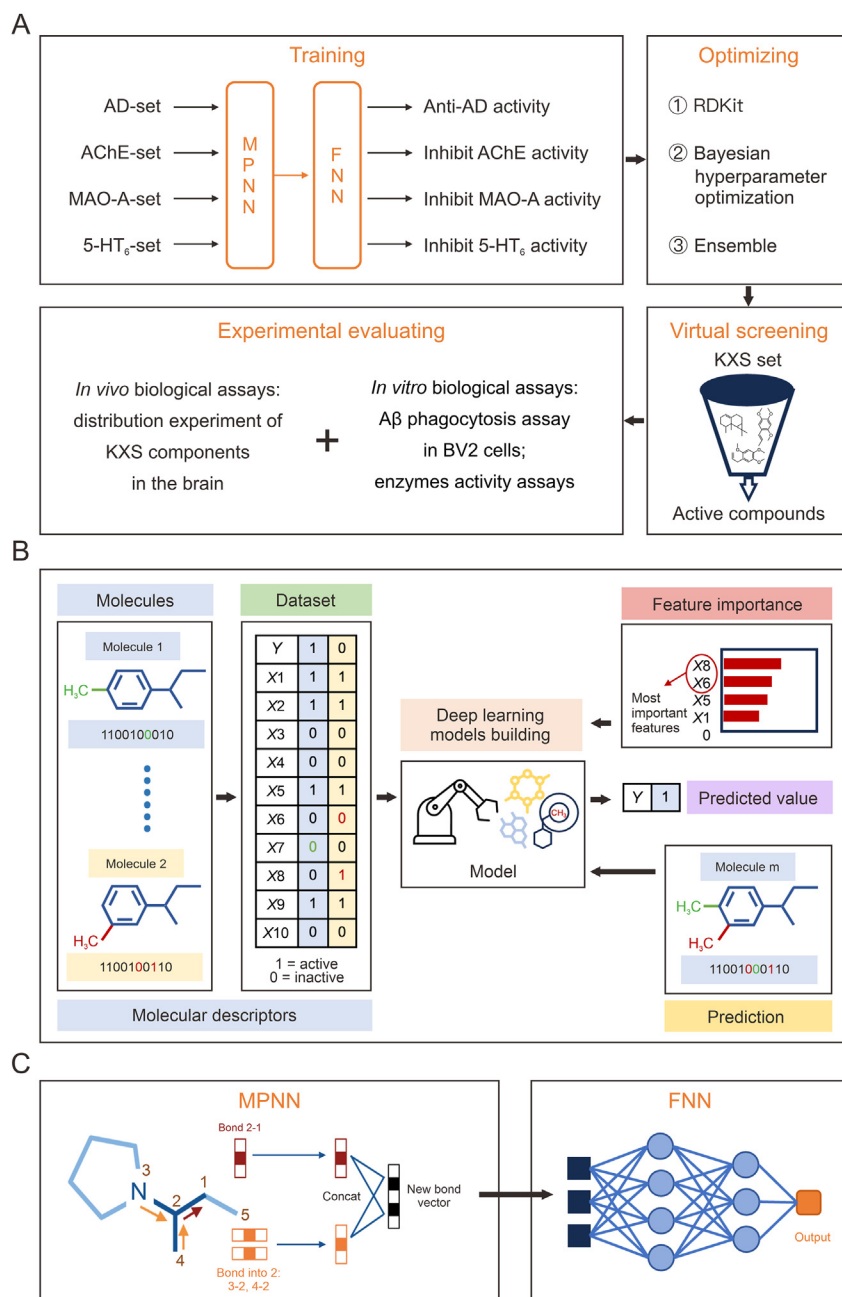 A
Training
AD-set
AChE-set
MAO-A-set
5-HT₆-set
MPNN
FNN
Anti-AD activity
Inhibit AChE activity
Inhibit MAO-A activity
Inhibit 5-HT₆ activity
Optimizing
① RDKit
② Bayesian
hyperparameter
optimization
③ Ensemble
Experimental evaluating
In vivo biological assays:
distribution experiment of
KXS components
in the brain
+
In vitro biological assays:
Aβ phagocytosis assay
in BV2 cells;
enzymes activity assays
Virtual screening
KXS set
Active compounds
B
Molecules
Molecule 1
H₃C
1100100010
Molecule 2
H₃C
1100100110
Dataset
Y 1 0
X1 1 1
X2 1 1
X3 0 0
X4 0 0
X5 1 1
X6 0 0
X7 0 0
X8 0 1
X9 1 1
X10 0 0
1 = active
0 = inactive
Molecular descriptors
Deep learning
models building
CH₃
Model
Feature importance
X8
X6
X5
X1
0
Most
important
features
Y 1
Predicted value
Molecule m
H₃C
H₃C
11001000110
Prediction
C
MPNN
Bond 2-1
3
N
1
2
5
4
Concat
New bond
vector
Bond into 2:
3-2, 4-2
FNN
Output